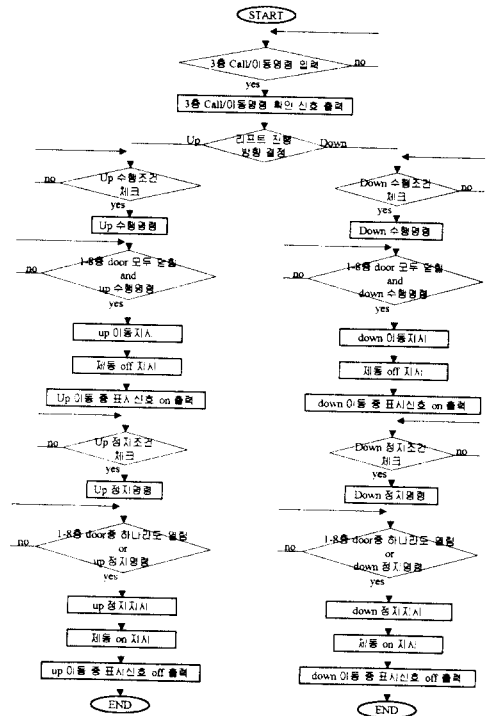 START
3층 Call/이동명령 입력
no
yes
3층 Call/이동명령 확인 신호 출력
Up
리프트 진행
방향 결정
Down
no
Up 수행조건
체크
yes
Up 수행명령
no
1-8층 door 모두 닫힘
and
up 수행명령
yes
up 이동지시
제동 off 지시
Up 이동 중 표시신호 on 출력
no
Up 정지조건
체크
yes
Up 정지명령
no
1-8층 door중 하나라도 열림
or
up 정지명령
yes
up 정지지시
제동 on 지시
up 이동 중 표시신호 off 출력
END
Down 수행조건
체크
no
yes
Down 수행명령
no
1-8층 door 모두 닫힘
and
down 수행명령
yes
down 이동지시
제동 off 지시
down 이동 중 표시신호 on 출력
Down 정지조건
체크
no
yes
Down 정지명령
no
1-8층 door중 하나라도 열림
or
down 정지명령
yes
down 정지지시
제동 on 지시
down 이동 중 표시신호 off 출력
END